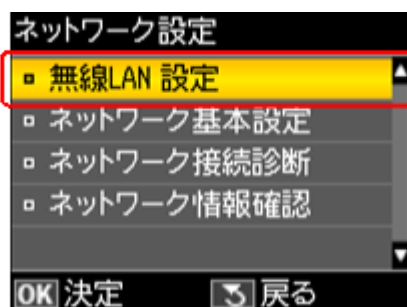 ネットワーク設定
無線LAN 設定
ネットワーク基本設定
ネットワーク接続診断
ネットワーク情報確認
OK 決定 戻る